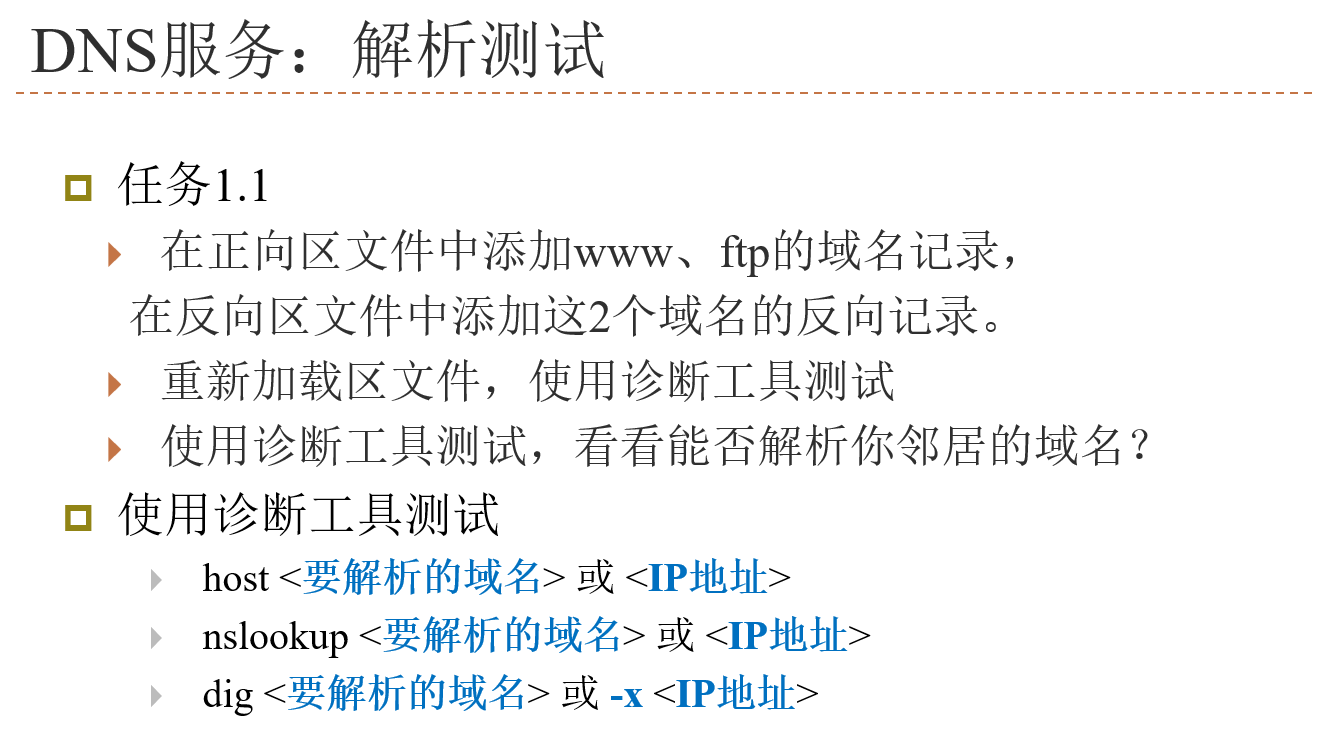 DNS服务：解析测试
任务1.1
在正向区文件中添加www、ftp的域名记录，
在反向区文件中添加这2个域名的反向记录。
重新加载区文件，使用诊断工具测试
使用诊断工具测试，看看能否解析你邻居的域名？
使用诊断工具测试
host <要解析的域名> 或 <IP地址>
nslookup <要解析的域名> 或 <IP地址>
dig <要解析的域名> 或 -x <IP地址>